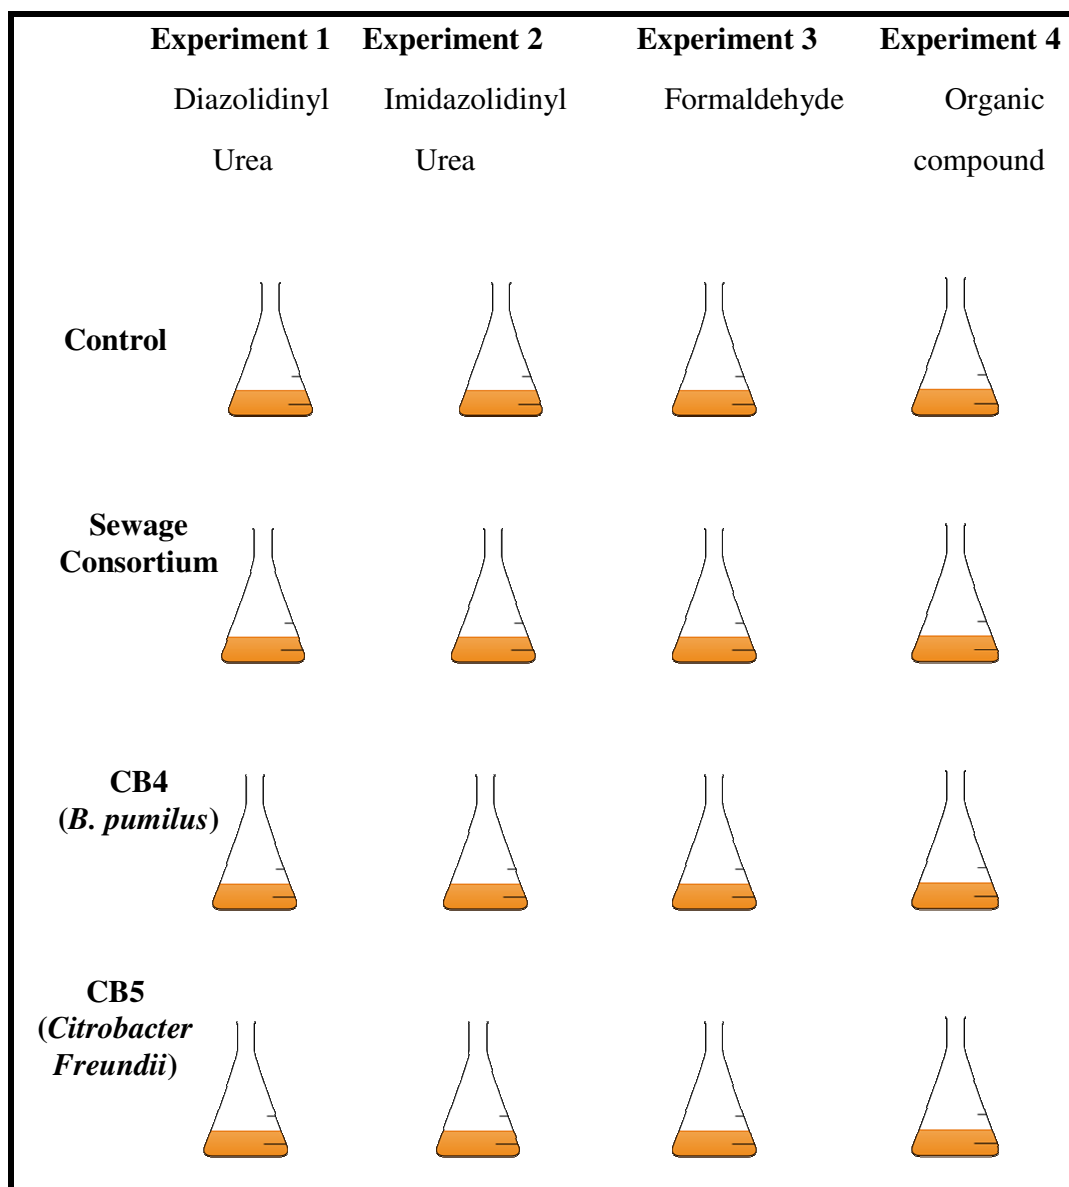 Experiment 1 Experiment 2 Experiment 3 Experiment 4
Diazolidinyl Imidazolidinyl Formaldehyde Organic
Urea Urea compound
Control
Sewage
Consortium
CB4
(B. pumilus)
CB5
(Citrobacter
Freundii)